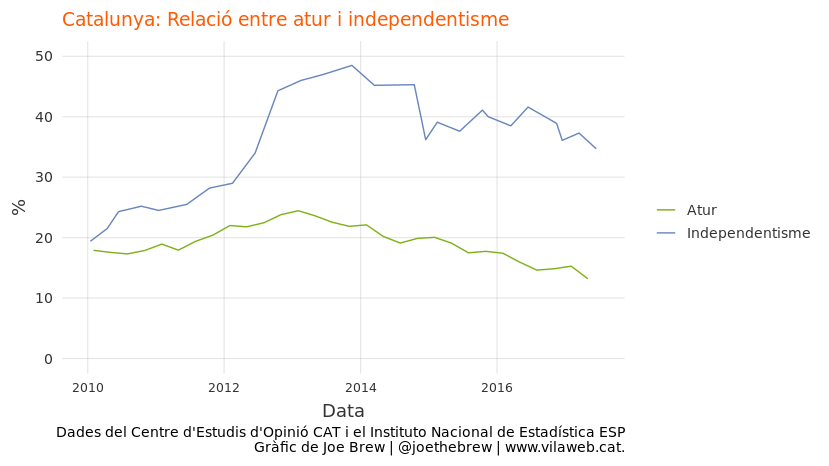 Catalunya: Relació entre atur i independentisme
50
40
30
20
10
0
%
2010 2012 2014 2016
Data
Atur
Independentisme
Dades del Centre d'Estudis d'Opinió CAT i el Instituto Nacional de Estadística ESP
Gràfic de Joe Brew | @joethebrew | www.vilaweb.cat.